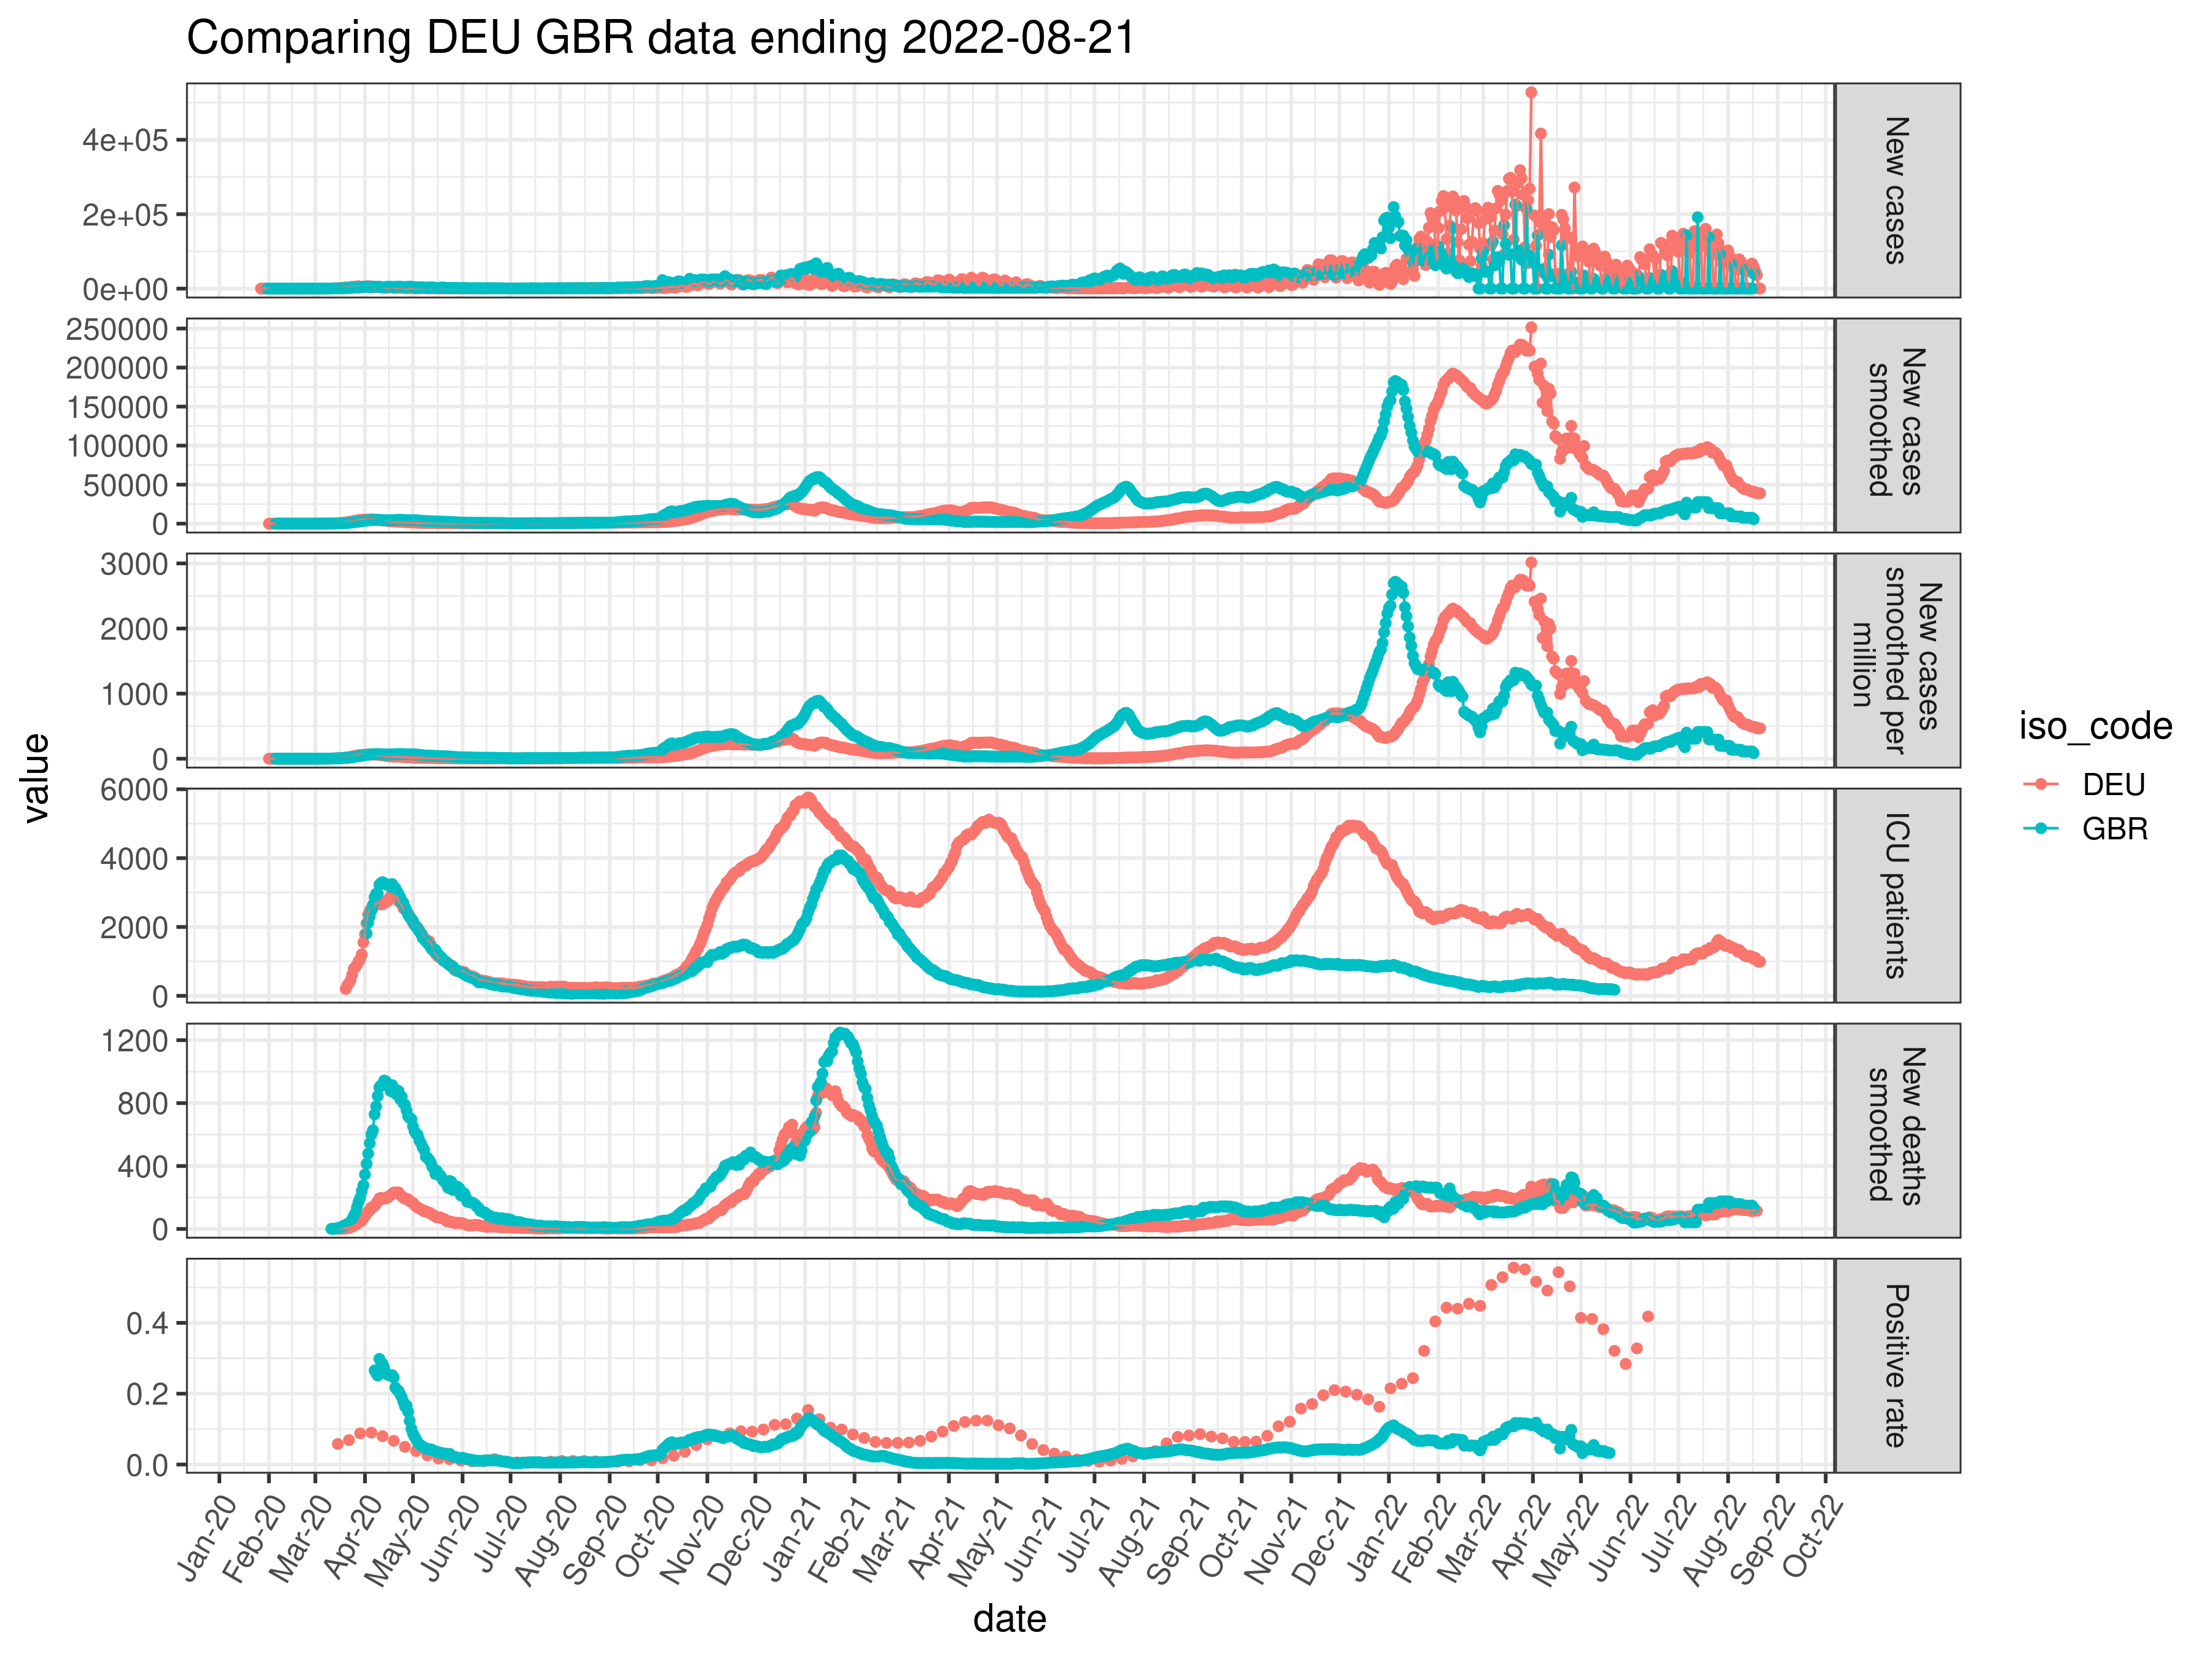 Comparing DEU GBR data ending 2022-08-21
4e+05
2e+05
0e+00
New cases
250000
200000
150000
100000
50000
0
New cases
smoothed
3000
2000
1000
0
New cases
smoothed per
million
6000
4000
2000
0
ICU patients
1200
800
400
0
New deaths
smoothed
0.4
0.2
0.0
Positive rate
value
Jan-20
Feb-20
Mar-20
Apr-20
May-20
Jun-20
Jul-20
Aug-20
Sep-20
Oct-20
Nov-20
Dec-20
Jan-21
Feb-21
Mar-21
Apr-21
May-21
Jun-21
Jul-21
Aug-21
Sep-21
Oct-21
Nov-21
Dec-21
Jan-22
Feb-22
Mar-22
Apr-22
May-22
Jun-22
Jul-22
Aug-22
Sep-22
Oct-22
date
iso_code
DEU
GBR